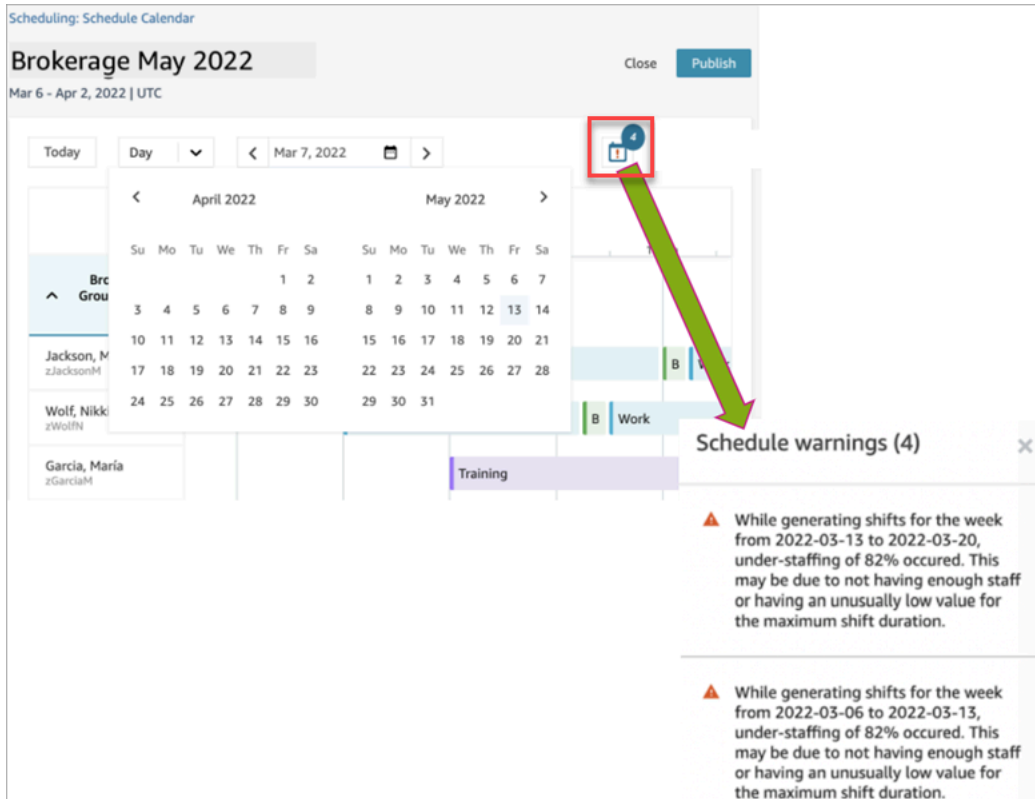 Scheduling: Schedule Calendar
Brokerage May 2022
Close
Publish
Mar 6 - Apr 2, 2022 | UTC
4
Today
Day
Mar 7, 2022
April 2022
May 2022
Su Mo Tu We Th Fr Sa
Su Mo Tu We Th Fr Sa
1 2
1 2 3 4 5 6 7
3 4 5 6 7 8 9
8 9 10 11 12 13 14
10 11 12 13 14 15 16
15 16 17 18 19 20 21
17 18 19 20 21 22 23
22 23 24 25 26 27 28
24 25 26 27 28 29 30
29 30 31
Jackson, M
zJacksonM
B
Wolf, Nikk
zWolfN
B Work
Garcia, María
zGarciaM
Training
Schedule warnings (4)
While generating shifts for the week
from 2022-03-13 to 2022-03-20,
under-staffing of 82% occured. This
may be due to not having enough staff
or having an unusually low value for
the maximum shift duration.
While generating shifts for the week
from 2022-03-06 to 2022-03-13,
under-staffing of 82% occured. This
may be due to not having enough staff
or having an unusually low value for
the maximum shift duration.